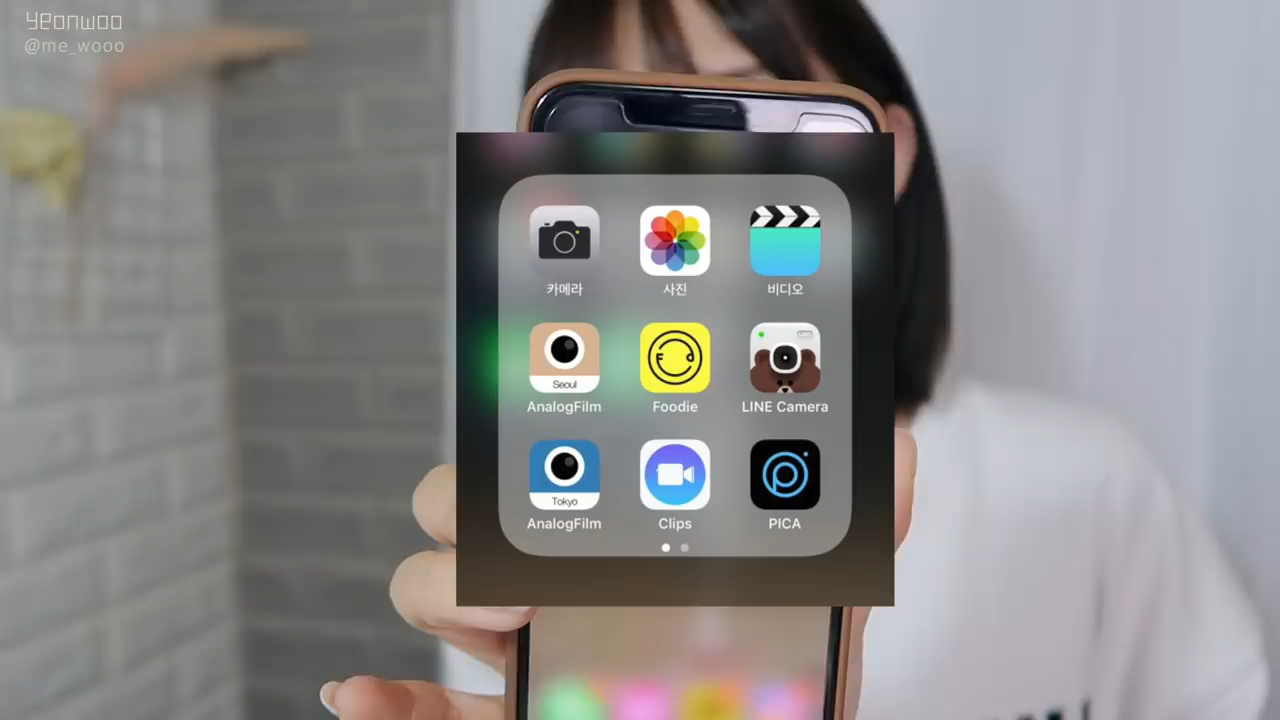 yeonwoo
@me_wooo
카메라
사진
비디오
Seoul
AnalogFilm
Foodie
LINE Camera
Tokyo
AnalogFilm
Clips
PICA